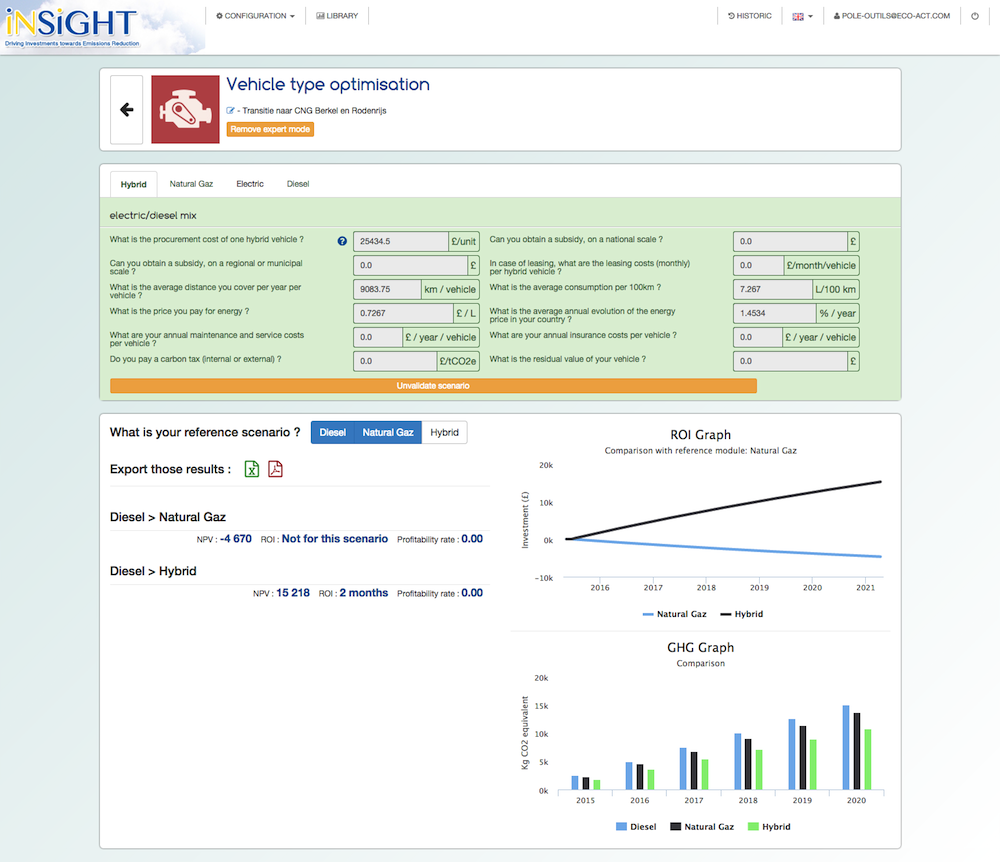 iNSiGHT
Driving Investments towards Emissions Reduction
CONFIGURATION
LIBRARY
HISTORIC
POLE-OUTILS@ECO-ACT.COM
Vehicle type optimisation
- Transitie naar CNG Berkel en Rodenrijs
Remove expert mode
Hybrid Natural Gaz Electric Diesel
electric/diesel mix
What is the procurement cost of one hybrid vehicle ? ? 25434.5 £/unit
Can you obtain a subsidy, on a national scale ? 0.0 £
Can you obtain a subsidy, on a regional or municipal
scale ? 0.0 £
In case of leasing, what are the leasing costs (monthly)
per hybrid vehicle ? 0.0 £/month/vehicle
What is the average distance you cover per year per
vehicle ? 9083.75 km / vehicle
What is the average consumption per 100km ? 7.267 L/100 km
What is the price you pay for energy ? 0.7267 £ / L
What is the average annual evolution of the energy
price in your country ? 1.4534 % / year
What are your annual maintenance and service costs
per vehicle ? 0.0 £ / year / vehicle
What are your annual insurance costs per vehicle ? 0.0 £ / year / vehicle
Do you pay a carbon tax (internal or external) ? 0.0 £/tCO2e
What is the residual value of your vehicle ? 0.0 £
Unvalidate scenario
What is your reference scenario ? Diesel Natural Gaz Hybrid
Export those results :
Diesel > Natural Gaz
NPV : -4 670 ROI : Not for this scenario Profitability rate : 0.00
Diesel > Hybrid
NPV : 15 218 ROI : 2 months Profitability rate : 0.00
ROI Graph
Comparison with reference module: Natural Gaz
Investment (£)
20k
10k
0k
-10k
2016 2017 2018 2019 2020 2021
Natural Gaz Hybrid
GHG Graph
Comparison
Kg CO2 equivalent
20k
15k
10k
5k
0k
2015 2016 2017 2018 2019 2020
Diesel Natural Gaz Hybrid